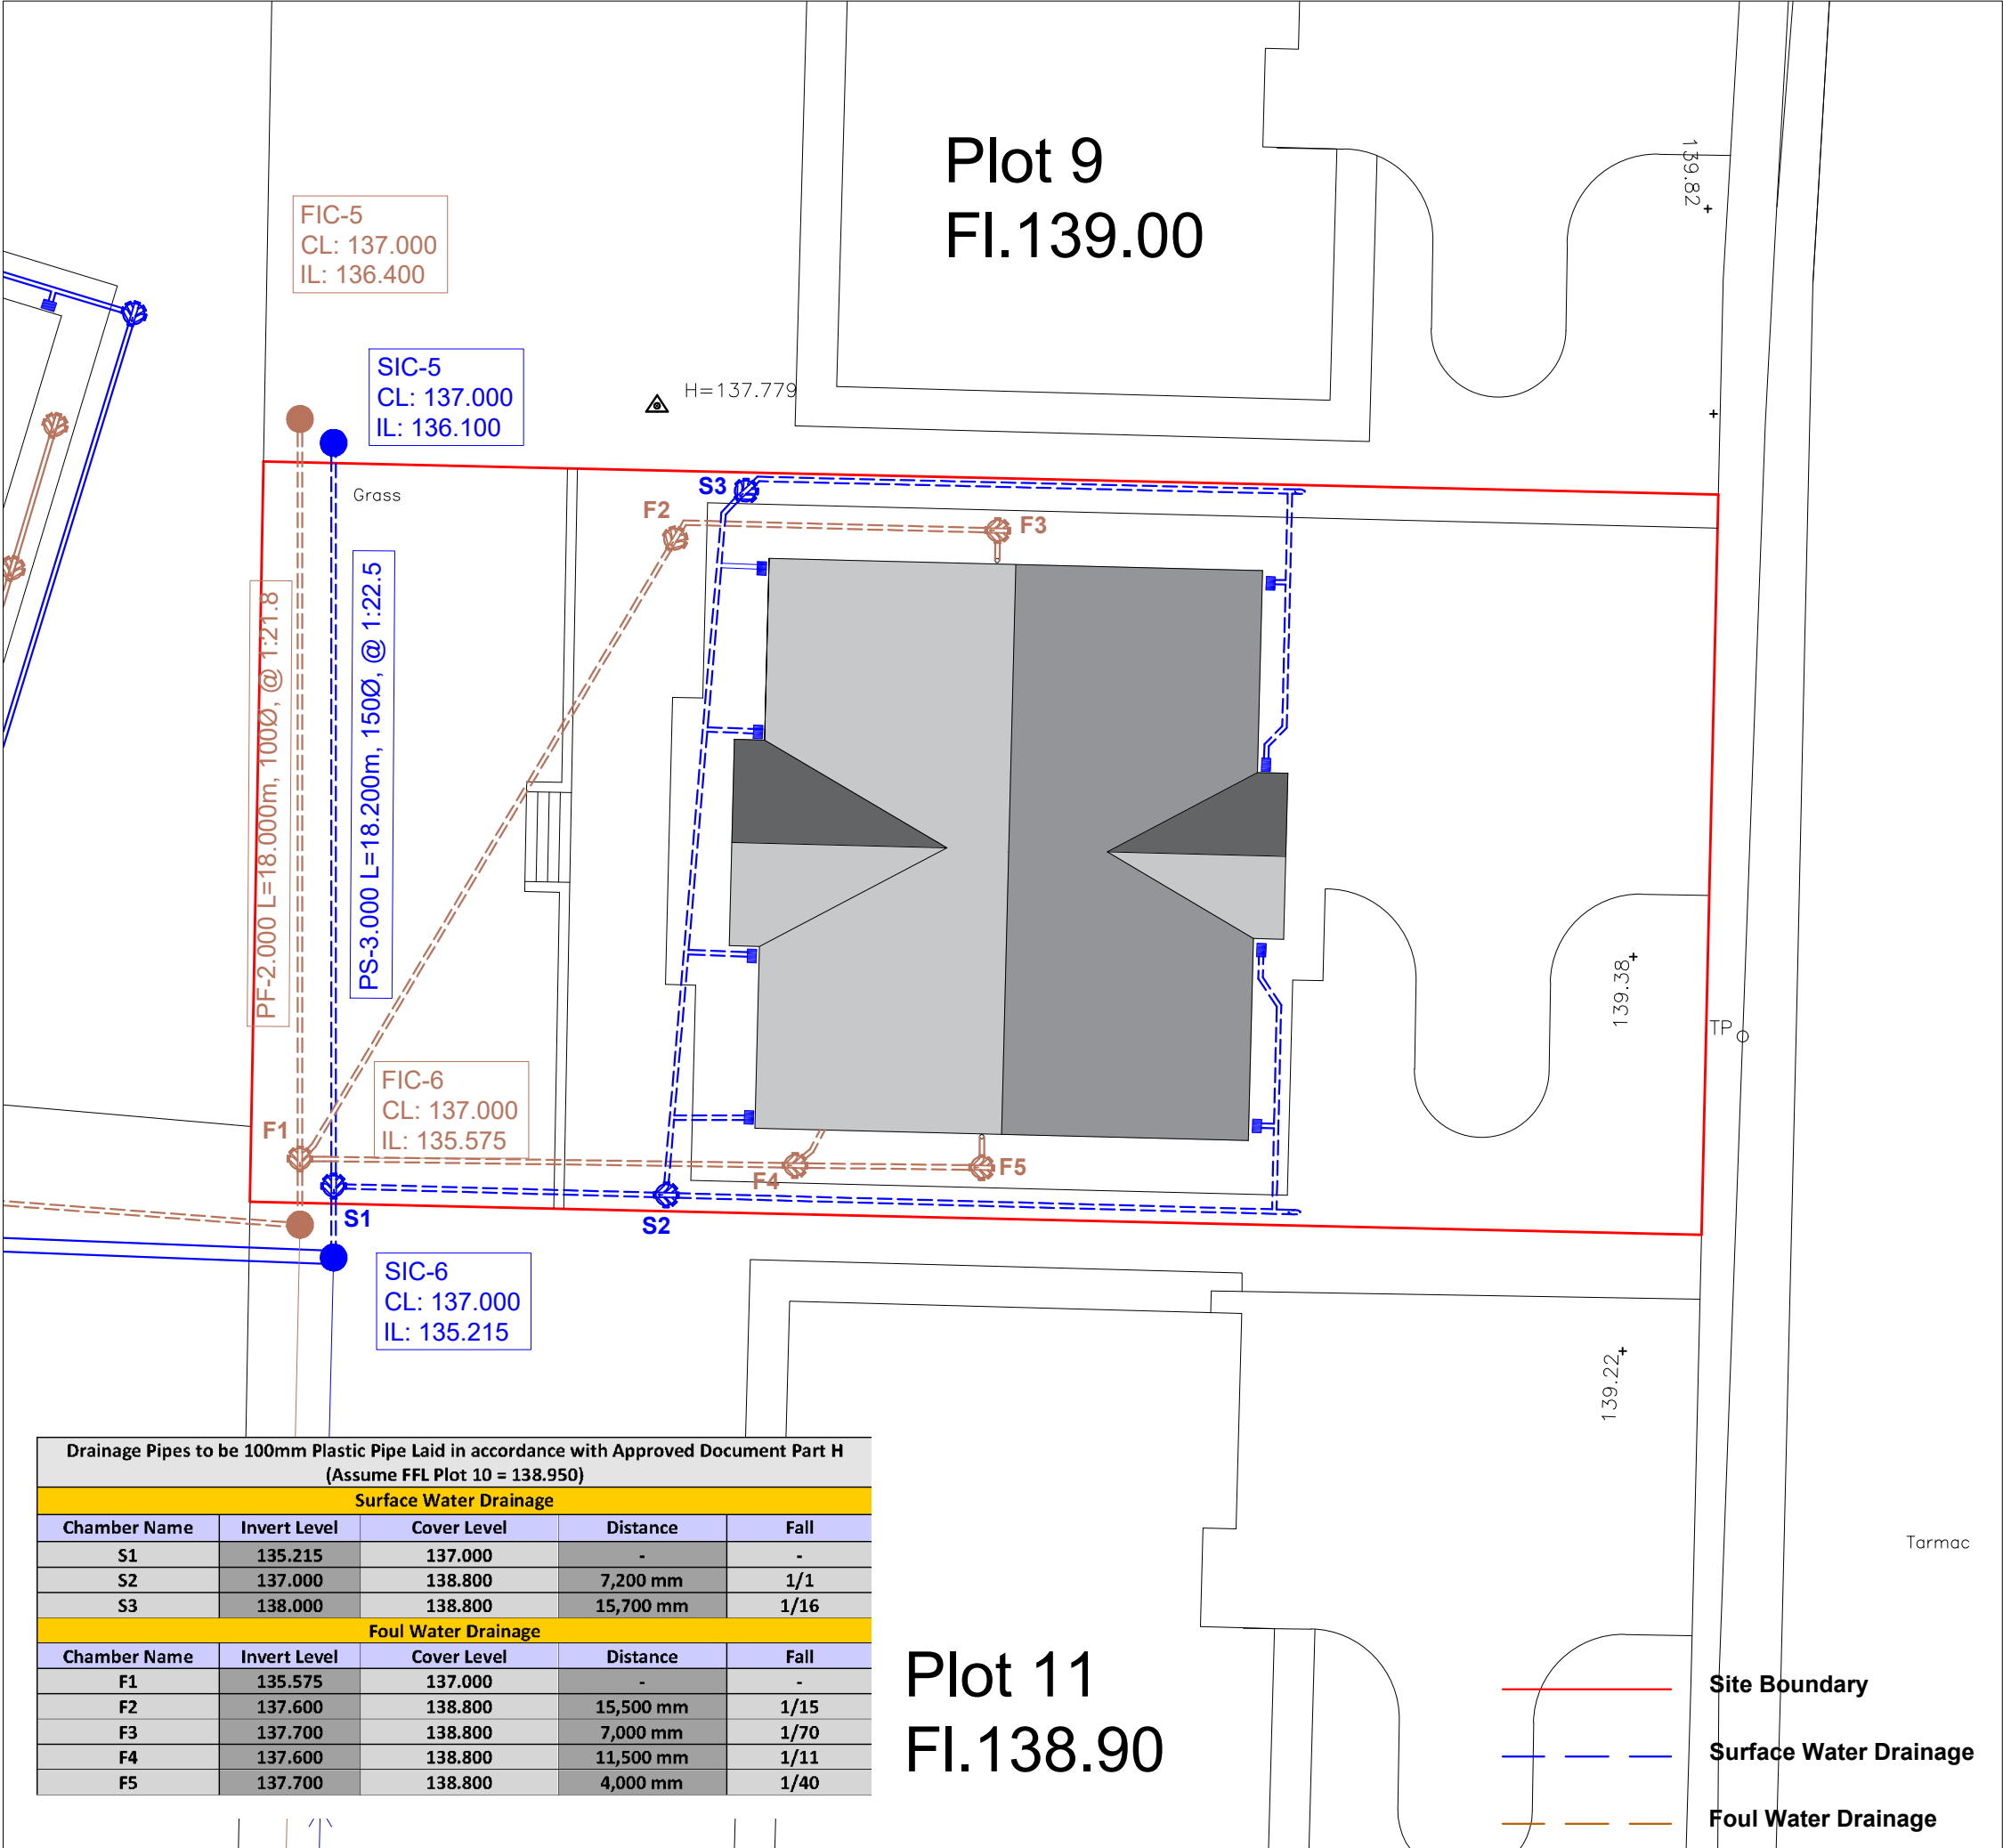 Plot 9
Fl.139.00
139.82
FIC-5
CL: 137.000
IL: 136.400
SIC-5
CL: 137.000
IL: 136.100
H=137.779
Grass
S3
F2
F3
PF-2.000 L=18.000m, 100Ø, @ 1:21.8
PS-3.000 L=18.200m, 150Ø, @ 1:22.5
139.38
TP
FIC-6
CL: 137.000
IL: 135.575
F1
F4
F5
S1
S2
SIC-6
CL: 137.000
IL: 135.215
139.22
Drainage Pipes to be 100mm Plastic Pipe Laid in accordance with Approved Document Part H
(Assume FFL Plot 10 = 138.950)
Surface Water Drainage
Chamber Name Invert Level Cover Level Distance Fall
S1 135.215 137.000 - -
S2 137.000 138.800 7,200 mm 1/1
S3 138.000 138.800 15,700 mm 1/16
Foul Water Drainage
Chamber Name Invert Level Cover Level Distance Fall
F1 135.575 137.000 - -
F2 137.600 138.800 15,500 mm 1/15
F3 137.700 138.800 7,000 mm 1/70
F4 137.600 138.800 11,500 mm 1/11
F5 137.700 138.800 4,000 mm 1/40
Tarmac
Plot 11
Fl.138.90
Site Boundary
Surface Water Drainage
Foul Water Drainage